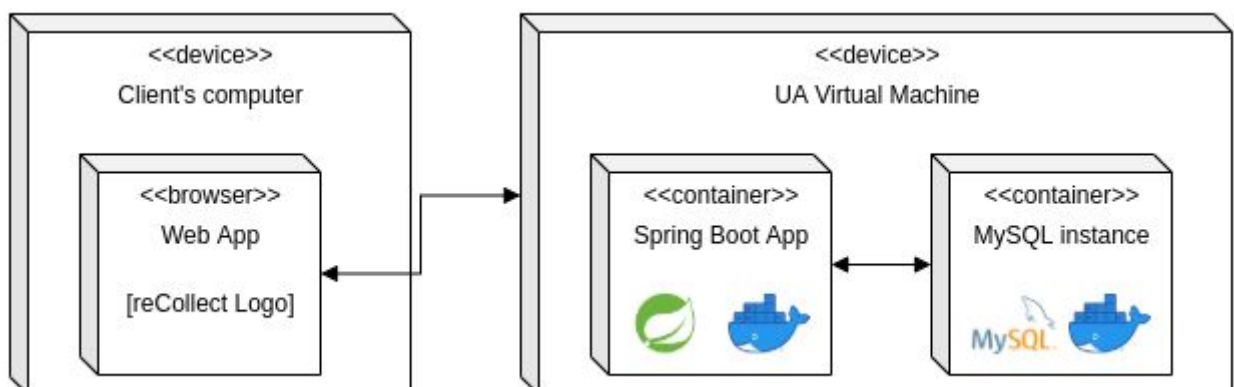 <<device>>
Client's computer
<<browser>>
Web App
[reCollect Logo]
<<device>>
UA Virtual Machine
<<container>>
Spring Boot App
<<container>>
MySQL instance
MySQL